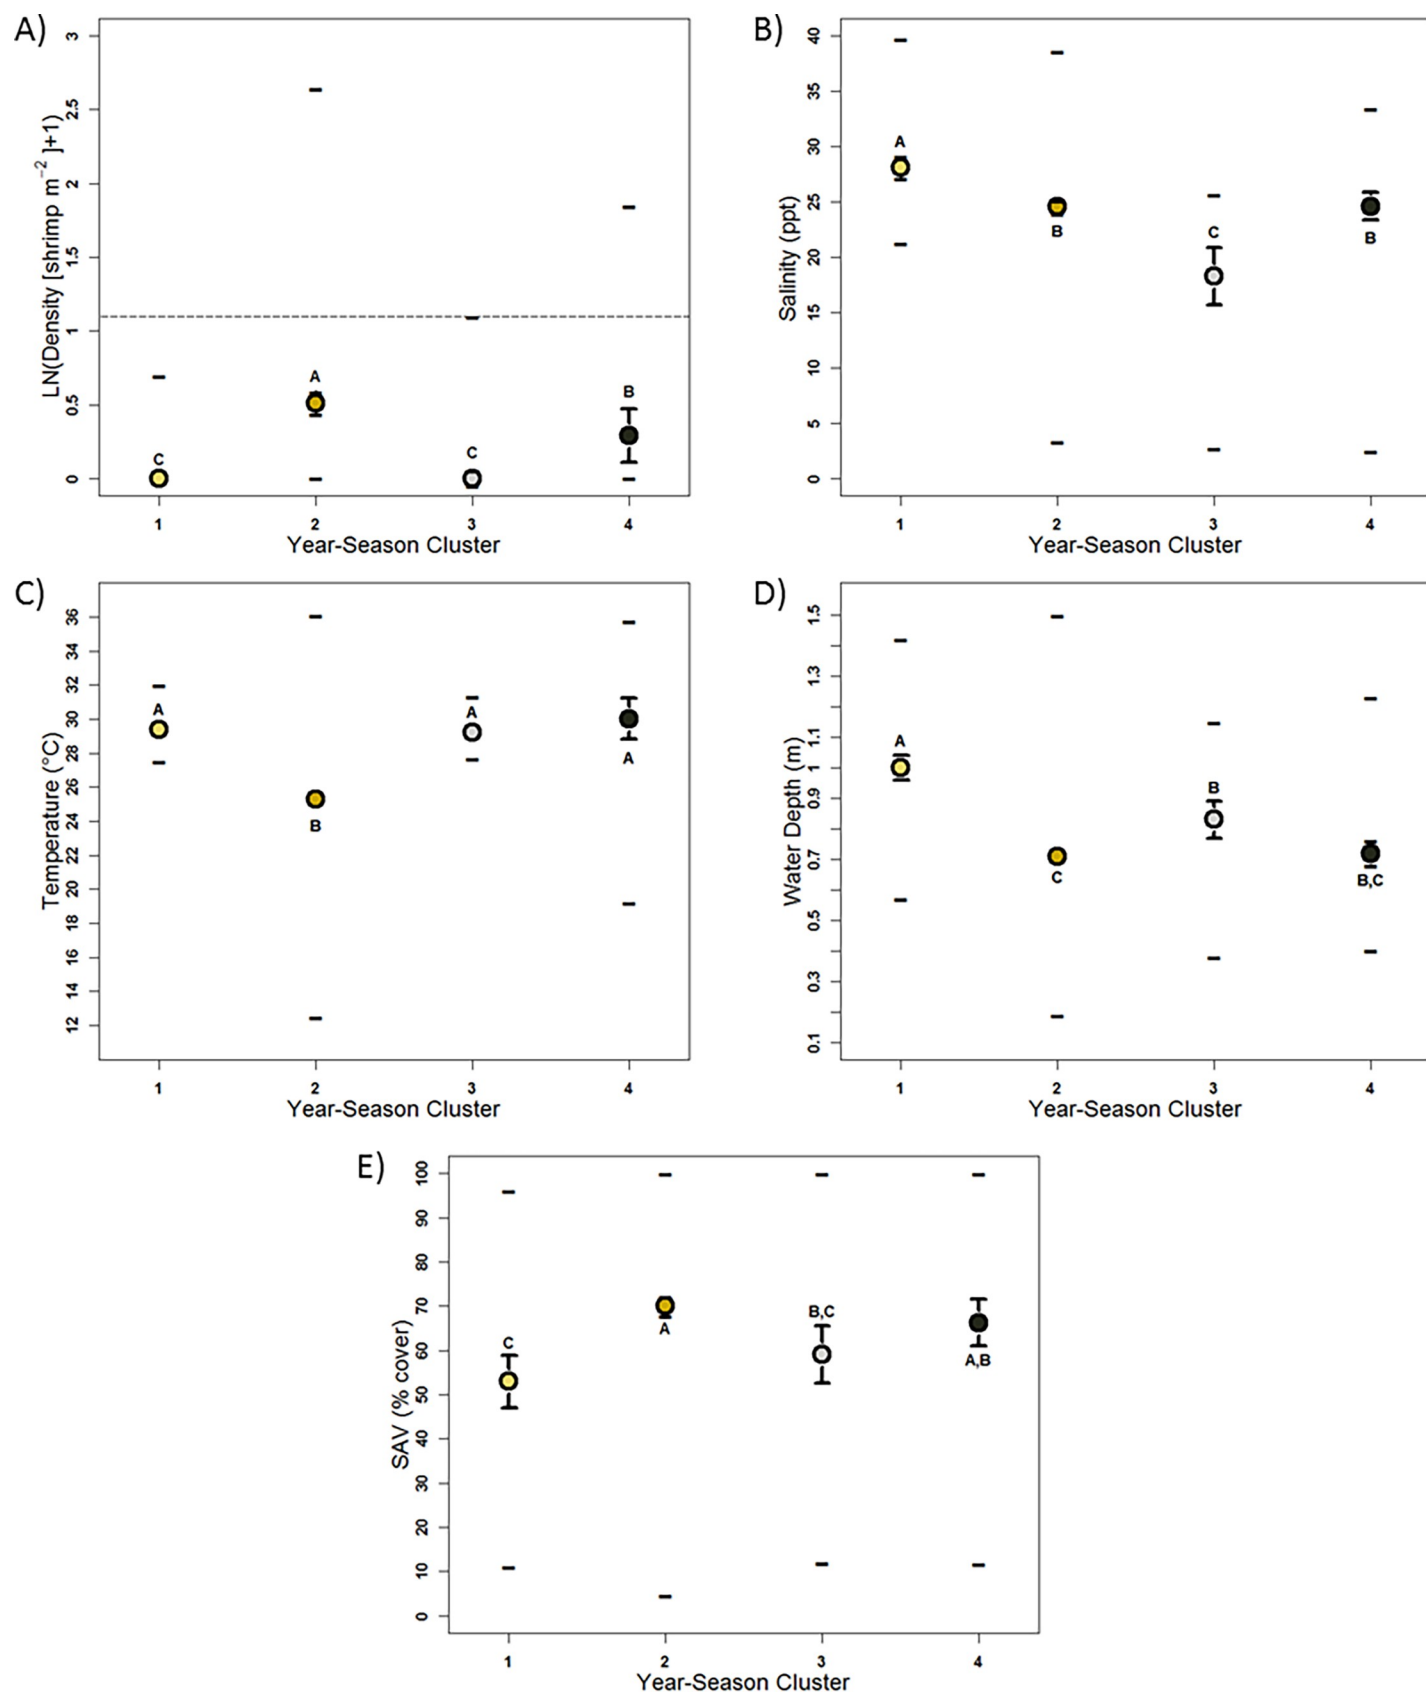 A)
LN(Density [shrimp m⁻² ]+1)
3
2.5
2
1.5
1
0.5
0
C
A
C
B
1 2 3 4
Year-Season Cluster
B)
Salinity (ppt)
40
35
30
25
20
15
10
5
0
A
B
C
B
1 2 3 4
Year-Season Cluster
C)
Temperature (°C)
36
34
32
30
28
26
24
22
20
18
16
14
12
A
B
A
A
1 2 3 4
Year-Season Cluster
D)
Water Depth (m)
1.5
1.3
1.1
1
0.9
0.7
0.5
0.3
0.1
A
C
B
B,C
1 2 3 4
Year-Season Cluster
E)
SAV (% cover)
100
90
80
70
60
50
40
30
20
10
0
C
A
B,C
A,B
1 2 3 4
Year-Season Cluster